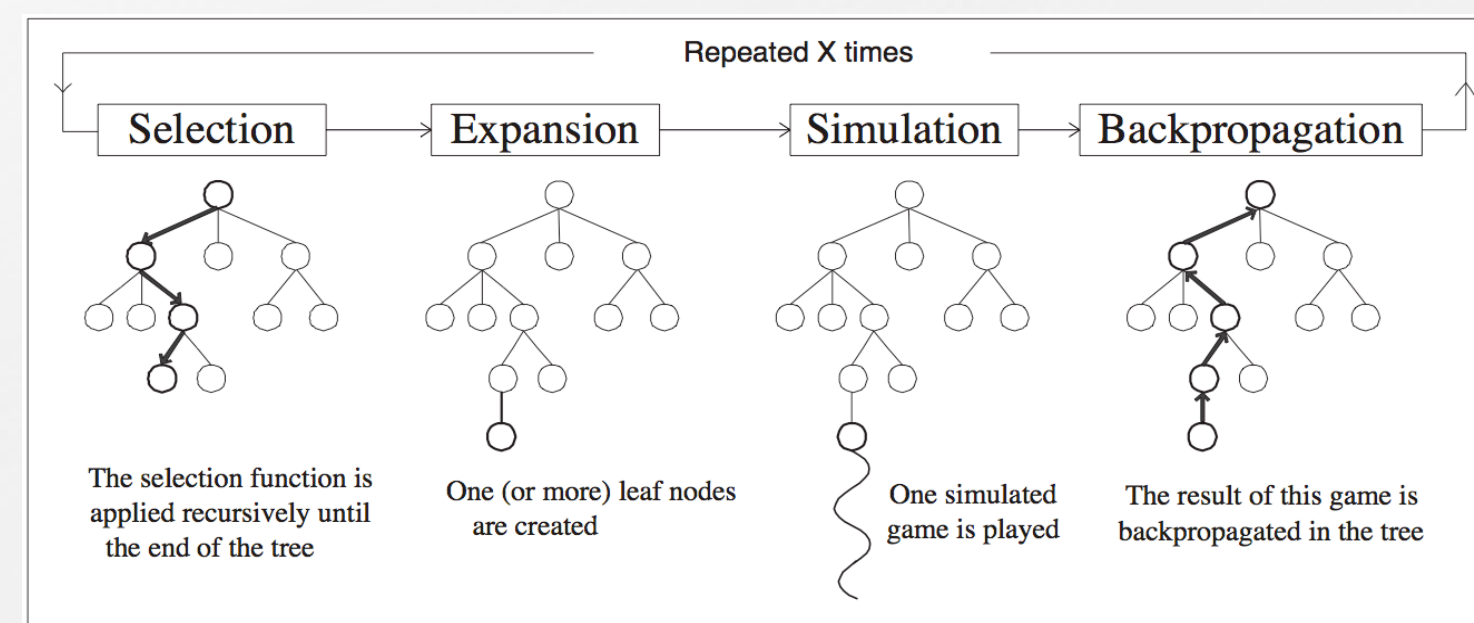 Repeated X times
Selection
Expansion
Simulation
Backpropagation
The selection function is
applied recursively until
the end of the tree
One (or more) leaf nodes
are created
One simulated
game is played
The result of this game is
backpropagated in the tree